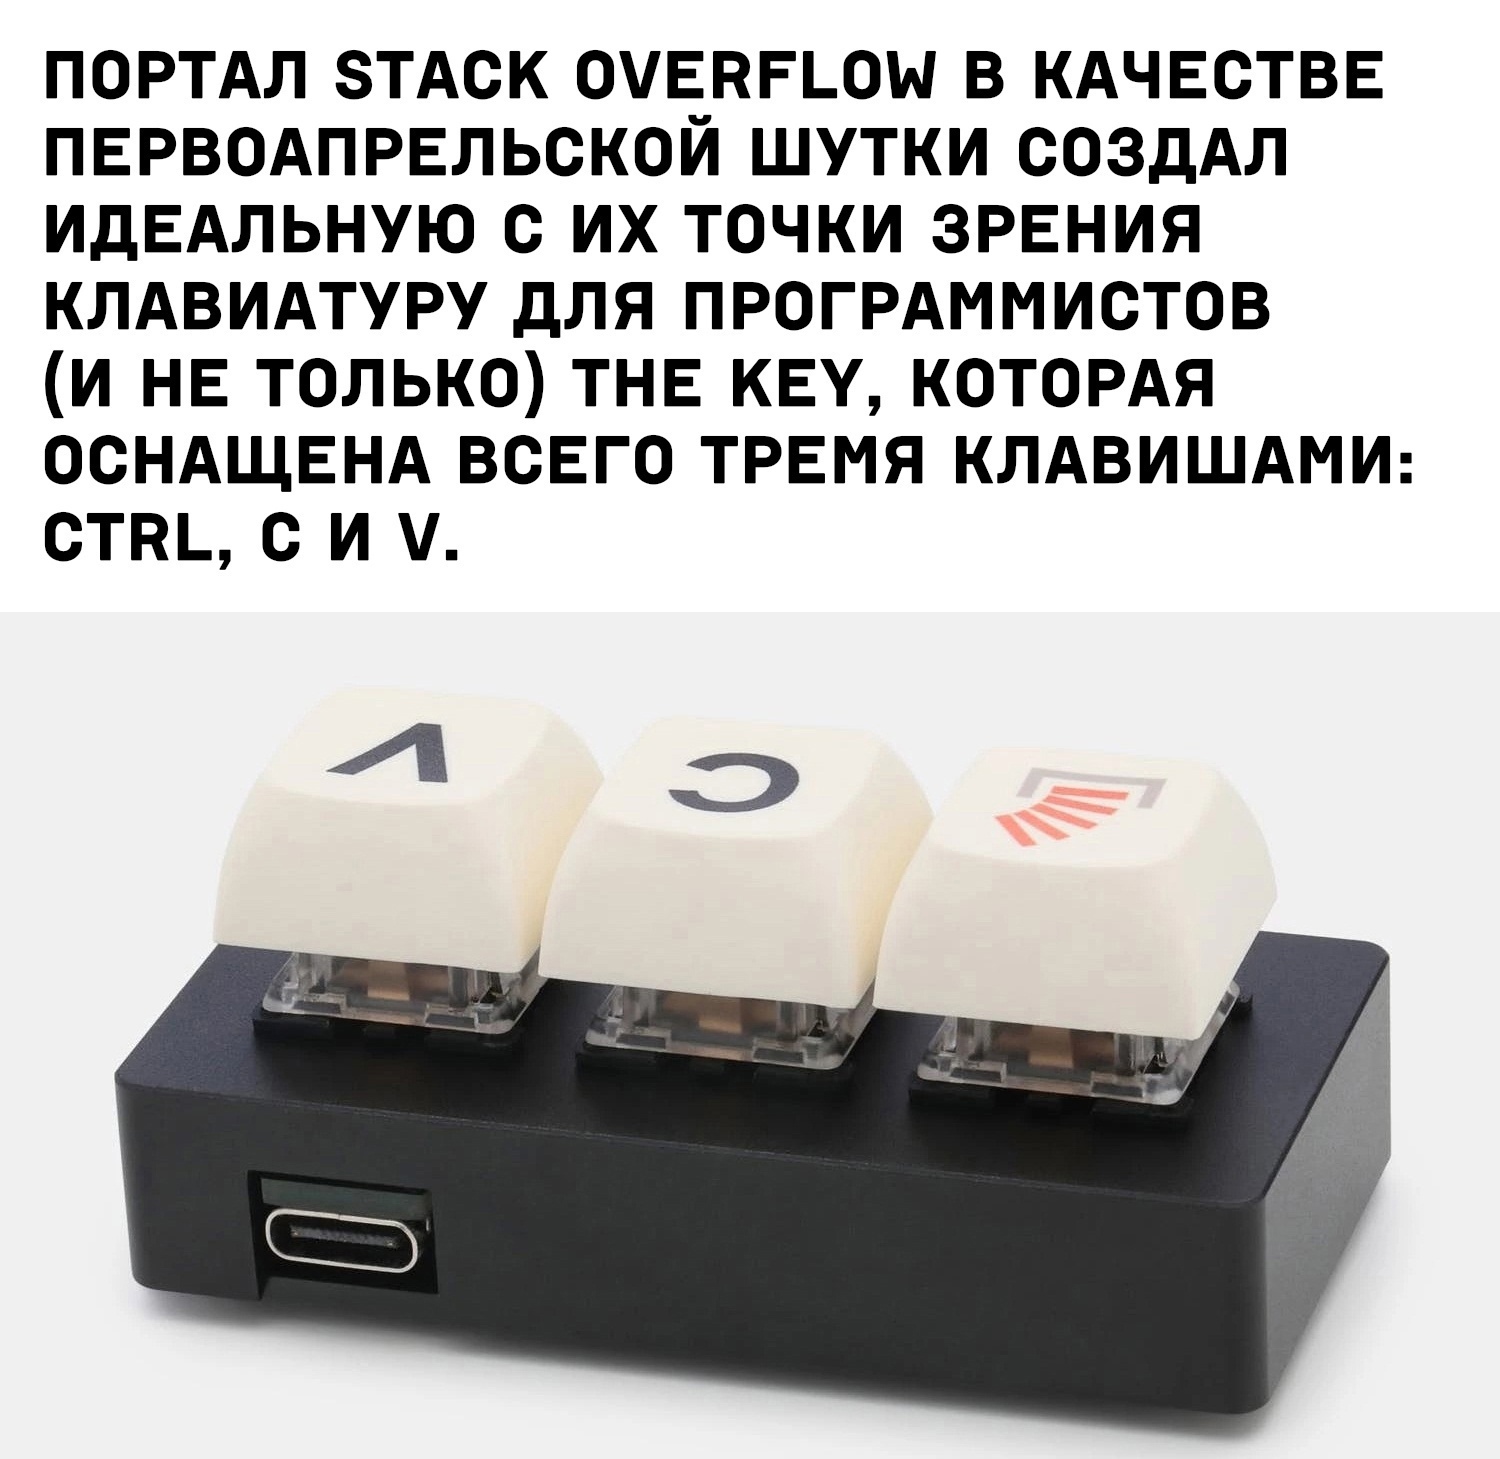 ПОРТАЛ STACK OVERFLOW В КАЧЕСТВЕ
ПЕРВОАПРЕЛЬСКОЙ ШУТКИ СОЗДАЛ
ИДЕАЛЬНУЮ С ИХ ТОЧКИ ЗРЕНИЯ
КЛАВИАТУРУ ДЛЯ ПРОГРАММИСТОВ
(И НЕ ТОЛЬКО) THE KEY, КОТОРАЯ
ОСНАЩЕНА ВСЕГО ТРЕМЯ КЛАВИШАМИ:
CTRL, C И V.
V C